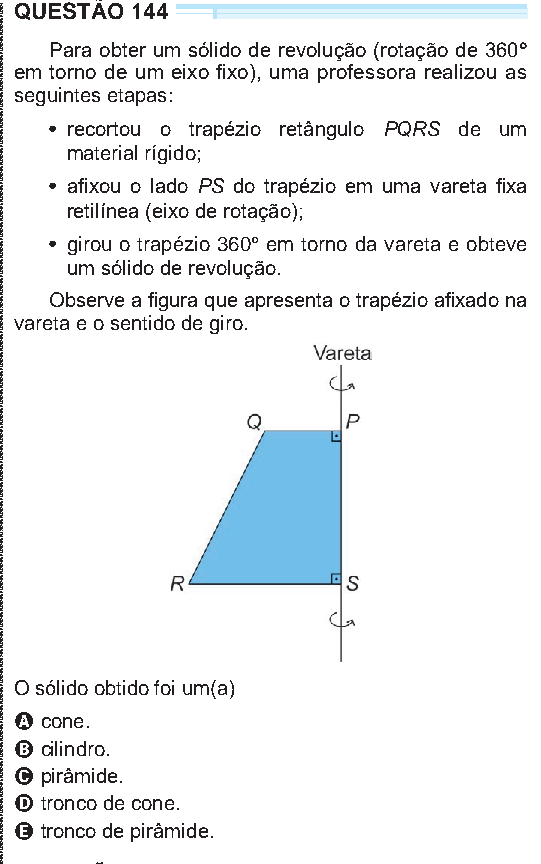 QUESTÃO 144
Para obter um sólido de revolução (rotação de 360°
em torno de um eixo fixo), uma professora realizou as
seguintes etapas:
• recortou o trapézio retângulo PQRS de um
material rígido;
• afixou o lado PS do trapézio em uma vareta fixa
retilínea (eixo de rotação);
• girou o trapézio 360° em torno da vareta e obteve
um sólido de revolução.
Observe a figura que apresenta o trapézio afixado na
vareta e o sentido de giro.
Vareta
Q P
R S
O sólido obtido foi um(a)
A cone.
B cilindro.
C pirâmide.
D tronco de cone.
E tronco de pirâmide.